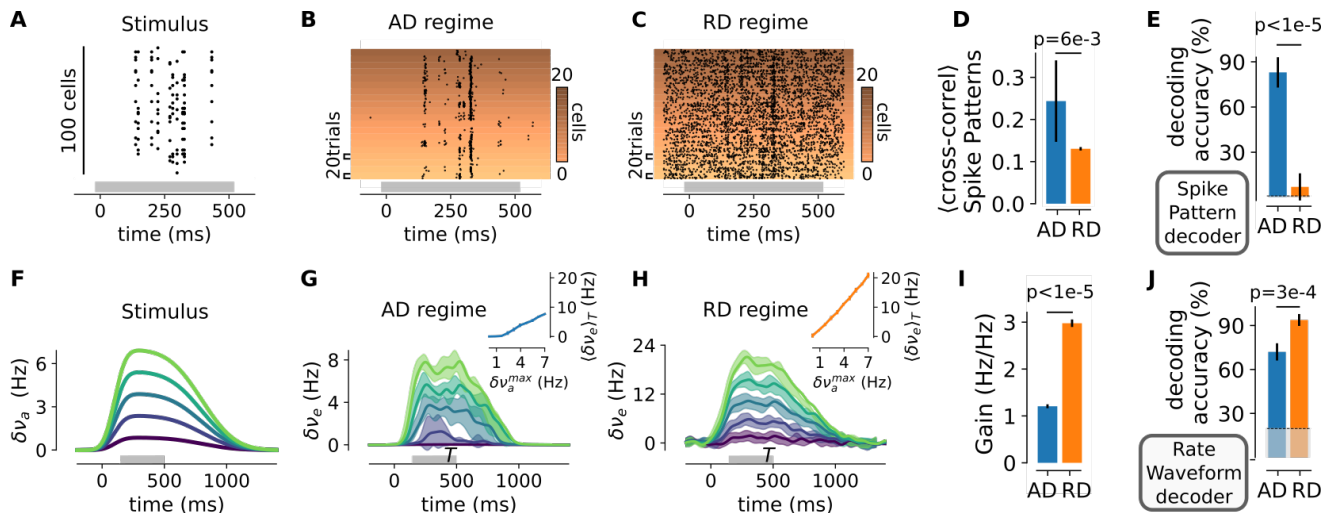 A
Stimulus
100 cells
0 250 500
time (ms)
B
AD regime
20trials
20
cells
0
0 250 500
time (ms)
C
RD regime
20trials
20
cells
0
0 250 500
time (ms)
D
p=6e-3
⟨cross-correl⟩
Spike Patterns
0.3
0.2
0.1
0.0
AD RD
E
p<1e-5
decoding
accuracy (%)
90
60
30
AD RD
Spike
Pattern
decoder
F
Stimulus
δνₐ (Hz)
6
3
0
0 500 1000
time (ms)
G
AD regime
δνₑ (Hz)
8
4
0
T
0 500 1000
time (ms)
20
10
0
⟨δνₑ⟩T (Hz)
1 4 7
δνₐᵐᵃˣ (Hz)
H
RD regime
δνₑ (Hz)
24
12
0
T
0 500 1000
time (ms)
20
10
0
⟨δνₑ⟩T (Hz)
1 4 7
δνₐᵐᵃˣ (Hz)
I
p<1e-5
Gain (Hz/Hz)
3
2
1
0
AD RD
J
p=3e-4
decoding
accuracy (%)
90
60
30
AD RD
Rate
Waveform
decoder